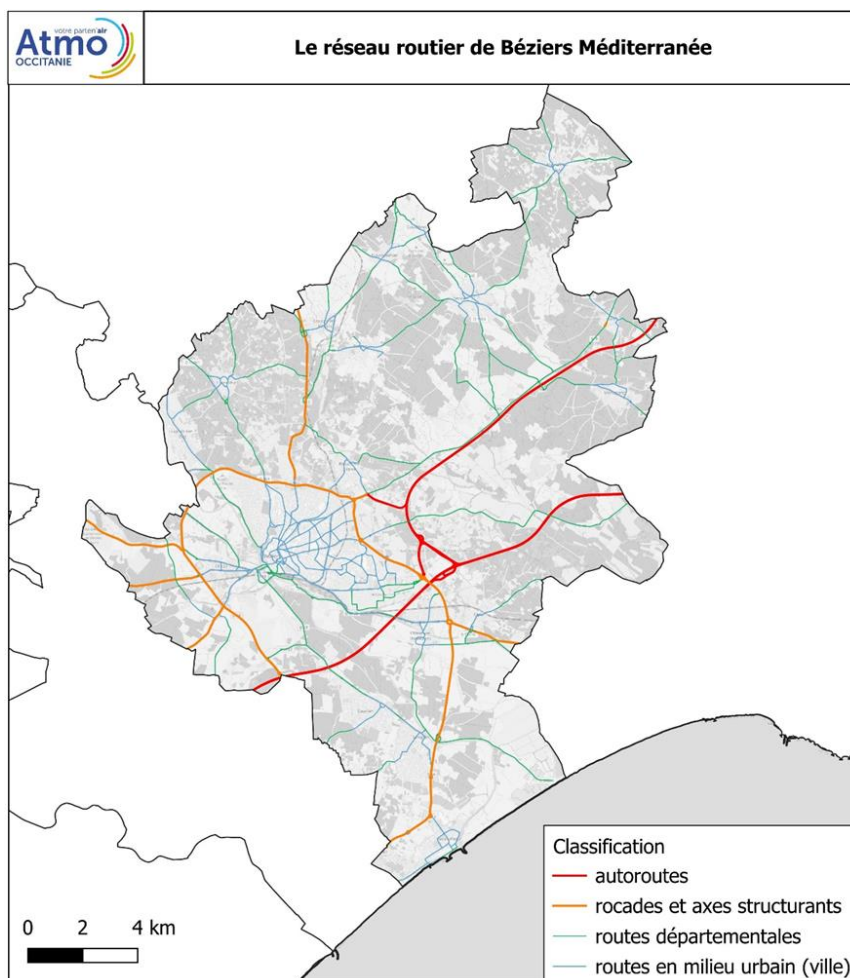 votre parten'air
Atmo
OCCITANIE
Le réseau routier de Béziers Méditerranée
Classification
autoroutes
rocades et axes structurants
routes départementales
routes en milieu urbain (ville)
0 2 4 km